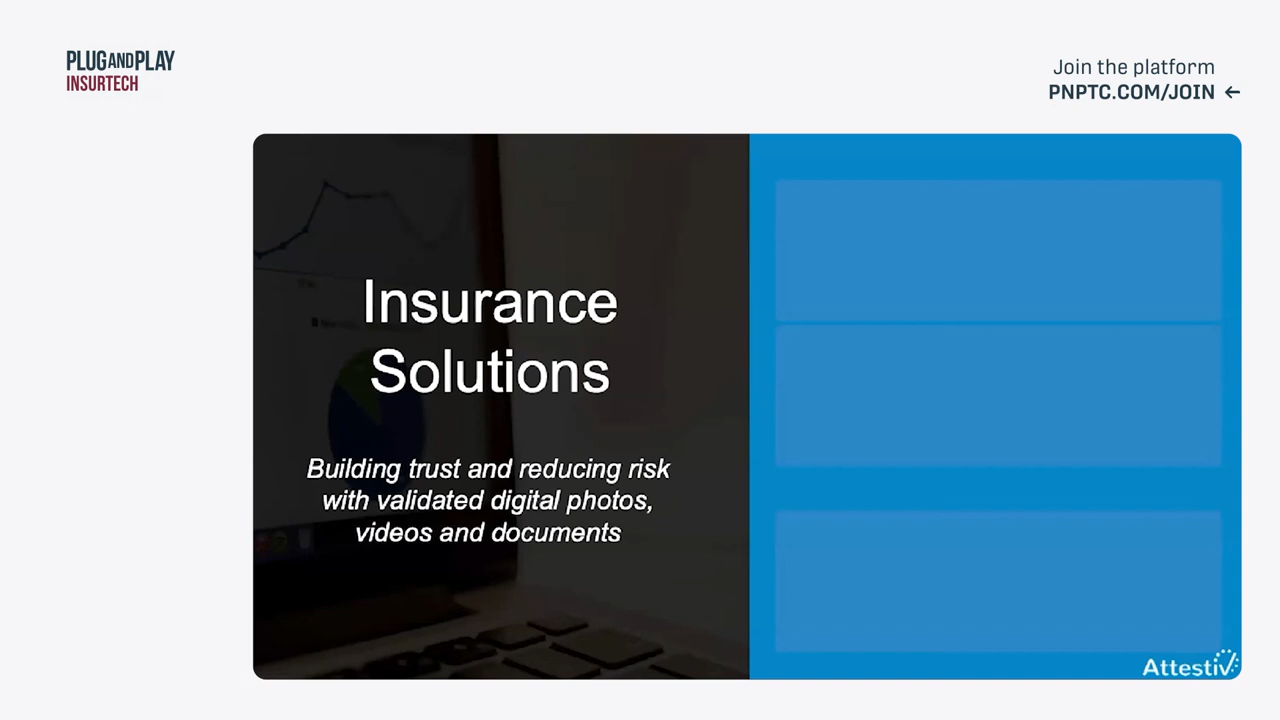 PLUGANDPLAY
INSURTECH
Join the platform
PNPTC.COM/JOIN ←
Insurance
Solutions
Building trust and reducing risk
with validated digital photos,
videos and documents
Attestiv